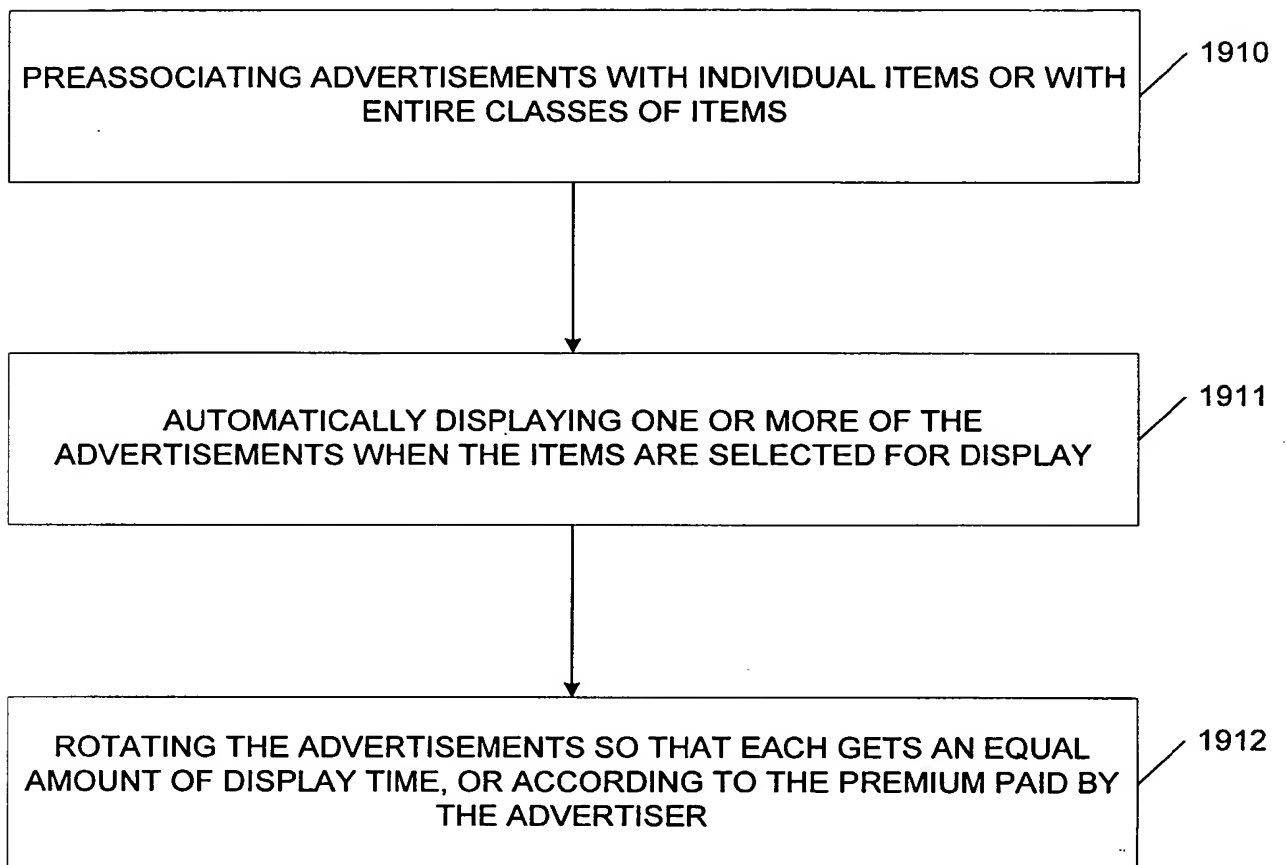 PREASSOCIATING ADVERTISEMENTS WITH INDIVIDUAL ITEMS OR WITH
ENTIRE CLASSES OF ITEMS
1910
AUTOMATICALLY DISPLAYING ONE OR MORE OF THE
ADVERTISEMENTS WHEN THE ITEMS ARE SELECTED FOR DISPLAY
1911
ROTATING THE ADVERTISEMENTS SO THAT EACH GETS AN EQUAL
AMOUNT OF DISPLAY TIME, OR ACCORDING TO THE PREMIUM PAID BY
THE ADVERTISER
1912